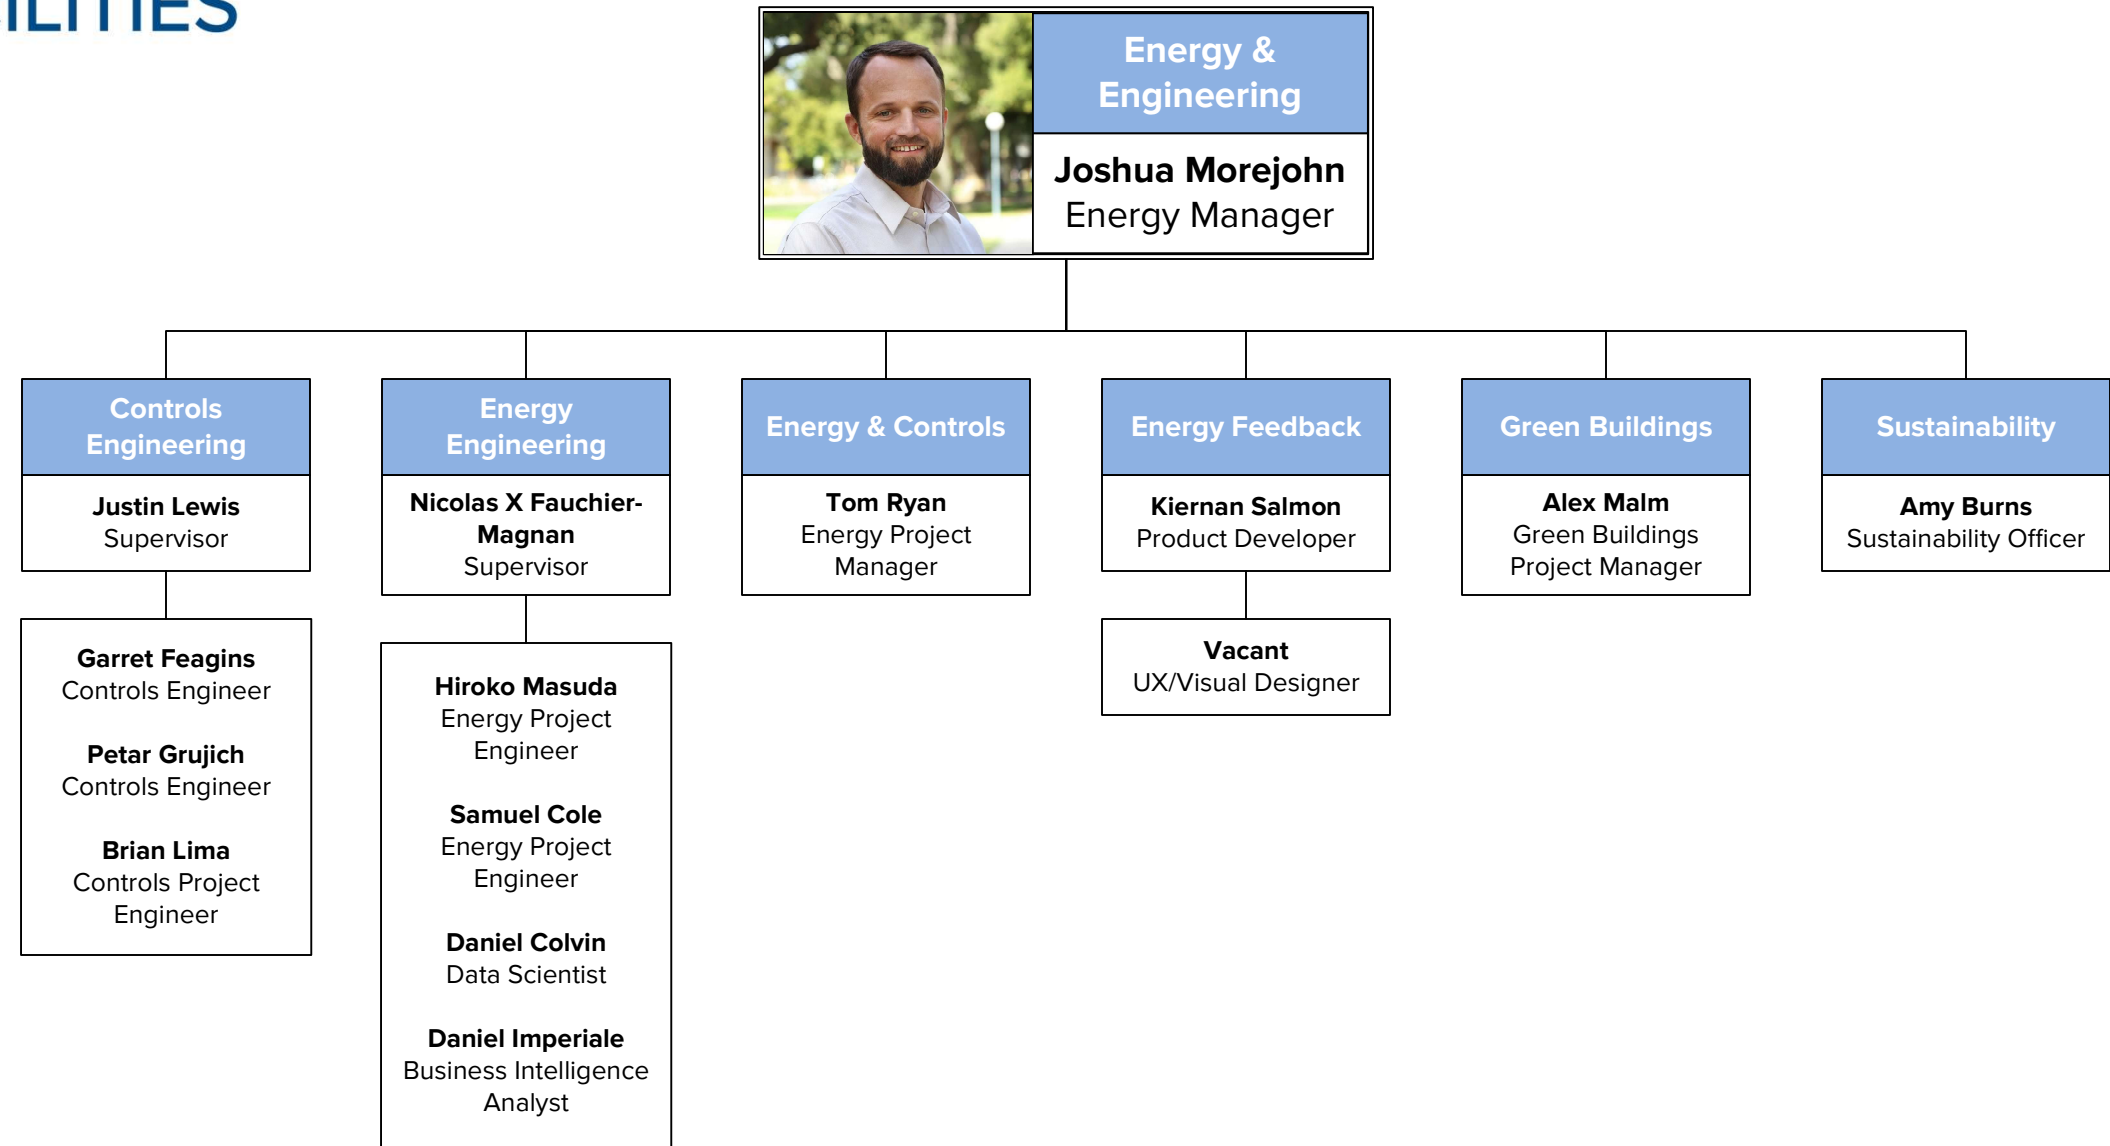 Energy &
Engineering
Joshua Morejohn
Energy Manager
Controls
Engineering
Justin Lewis
Supervisor
Garret Feagins
Controls Engineer
Petar Grujich
Controls Engineer
Brian Lima
Controls Project
Engineer
Energy
Engineering
Nicolas X Fauchier-
Magnan
Supervisor
Hiroko Masuda
Energy Project
Engineer
Samuel Cole
Energy Project
Engineer
Daniel Colvin
Data Scientist
Daniel Imperiale
Business Intelligence
Analyst
Energy & Controls
Tom Ryan
Energy Project
Manager
Energy Feedback
Kiernan Salmon
Product Developer
Vacant
UX/Visual Designer
Green Buildings
Alex Malm
Green Buildings
Project Manager
Sustainability
Amy Burns
Sustainability Officer